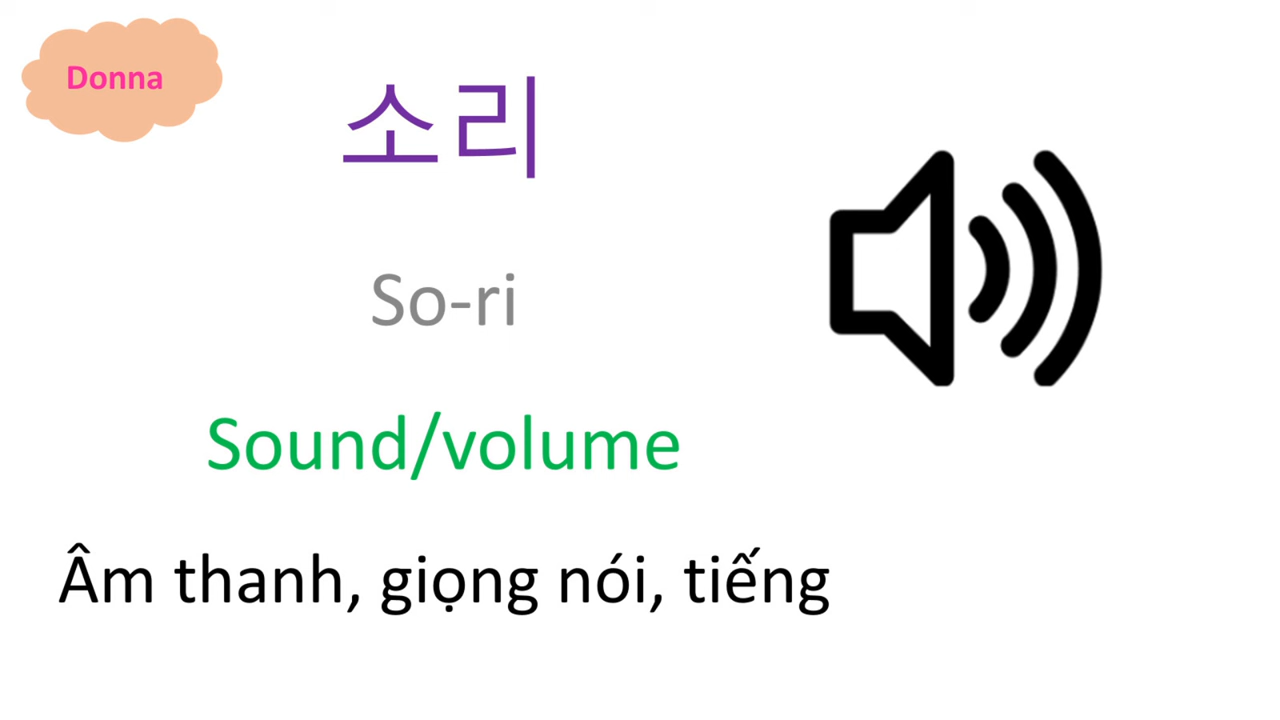 Donna
소리
So-ri
Sound/volume
Âm thanh, giọng nói, tiếng